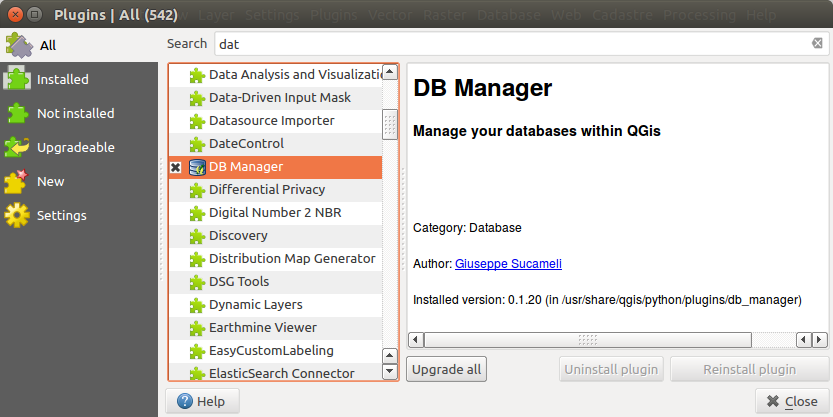 Plugins | All (542)
Layer Settings Plugins Vector Raster Database Web Cadastre Processing Help
All
Installed
Not installed
Upgradeable
New
Settings
Search dat
Data Analysis and Visualizatio
Data-Driven Input Mask
Datasource Importer
DateControl
DB Manager
Differential Privacy
Digital Number 2 NBR
Discovery
Distribution Map Generator
DSG Tools
Dynamic Layers
Earthmine Viewer
EasyCustomLabeling
ElasticSearch Connector
DB Manager
Manage your databases within QGis
Category: Database
Author: Giuseppe Sucameli
Installed version: 0.1.20 (in /usr/share/qgis/python/plugins/db_manager)
Upgrade all
Uninstall plugin
Reinstall plugin
Help
Close